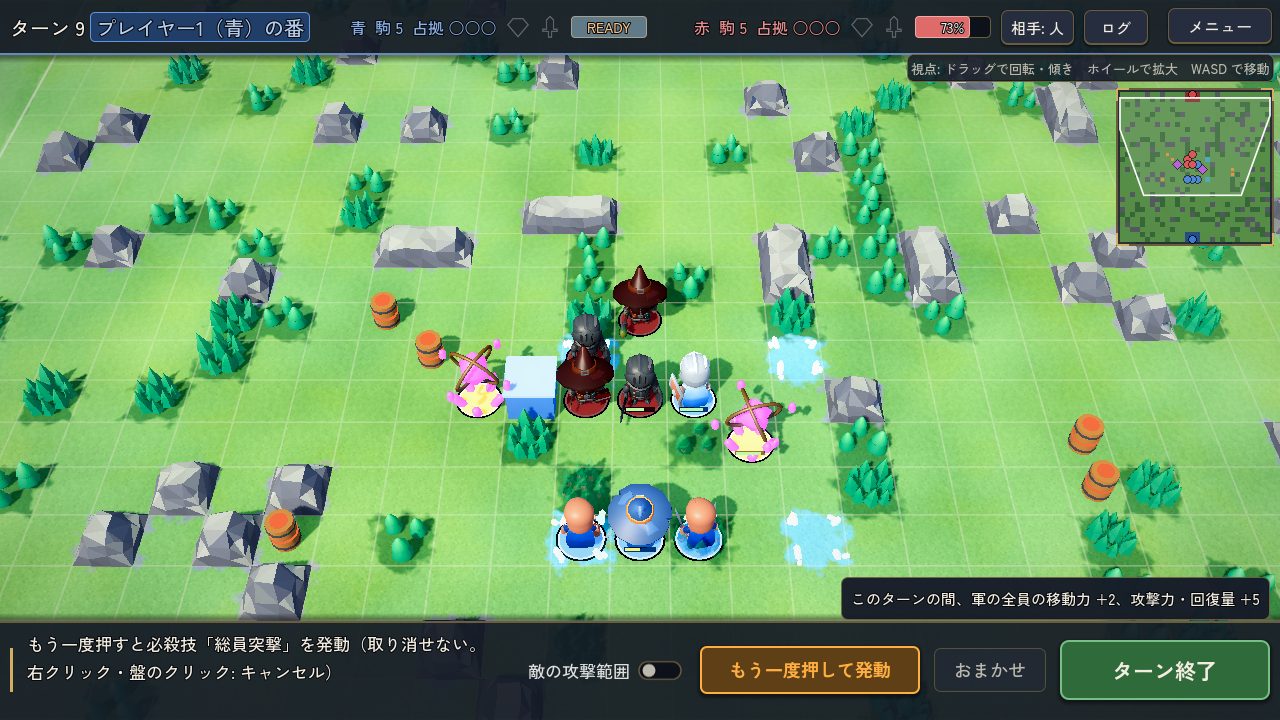 ターン 9 プレイヤー1（青）の番 青 駒 5 占拠 〇〇〇 READY 赤 駒 5 占拠 〇〇〇 73% 相手: 人 ログ メニュー
視点: ドラッグで回転・傾き ホイールで拡大 WASD で移動
このターンの間、軍の全員の移動力 +2、攻撃力・回復量 +5
もう一度押すと必殺技「総員突撃」を発動（取り消せない。
右クリック・盤のクリック: キャンセル）
敵の攻撃範囲 もう一度押して発動 おまかせ ターン終了